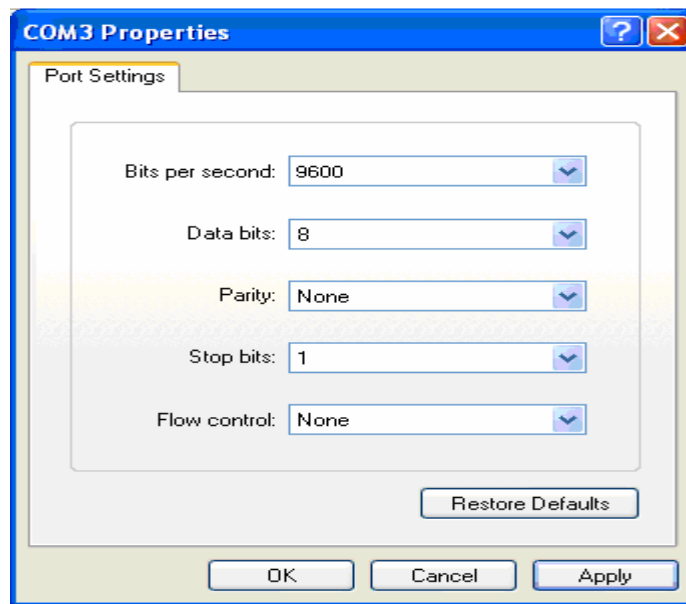 COM3 Properties
Port Settings
Bits per second: 9600
Data bits: 8
Parity: None
Stop bits: 1
Flow control: None
Restore Defaults
OK Cancel Apply